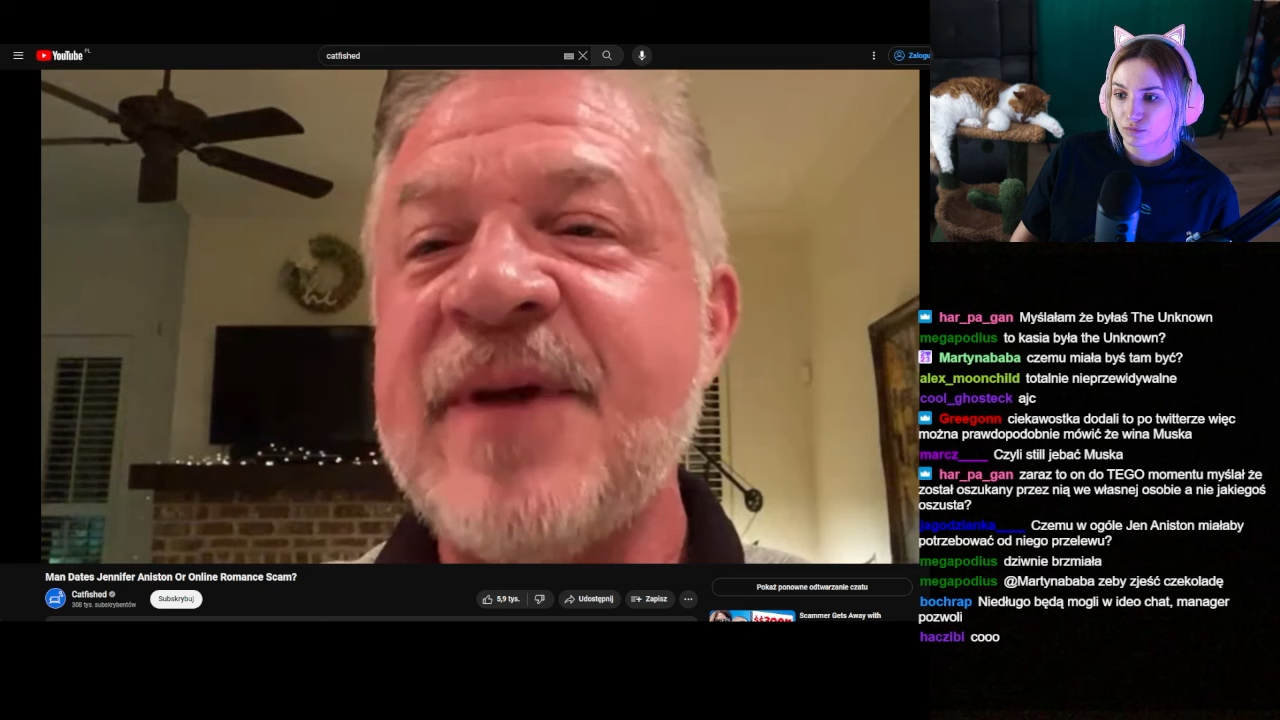 YouTube PL
catfished
Zalogu
hi
Man Dates Jennifer Aniston Or Online Romance Scam?
Catfished
308 tys. subskrybentów
Subskrybuj
5,9 tys.
Udostępnij
Zapisz
Pokaż ponowne odtwarzanie czatu
Scammer Gets Away with
har_pa_gan Myślałam że byłaś The Unknown
megapodius to kasia była the Unknown?
Martynababa czemu miała byś tam być?
alex_moonchild totalnie nieprzewidywalne
cool_ghosteck ajc
Greegonn ciekawostka dodali to po twitterze więc
można prawdopodobnie mówić że wina Muska
marcz____ Czyli still jebać Muska
har_pa_gan zaraz to on do TEGO momentu myślał że
został oszukany przez nią we własnej osobie a nie jakiegoś
oszusta?
jagodzianka____ Czemu w ogóle Jen Aniston miałaby
potrzebować od niego przelewu?
megapodius dziwnie brzmiała
megapodius @Martynababa zeby zjeść czekoladę
bochrap Niedługo będą mogli w ideo chat, manager
pozwoli
haczibi cooo